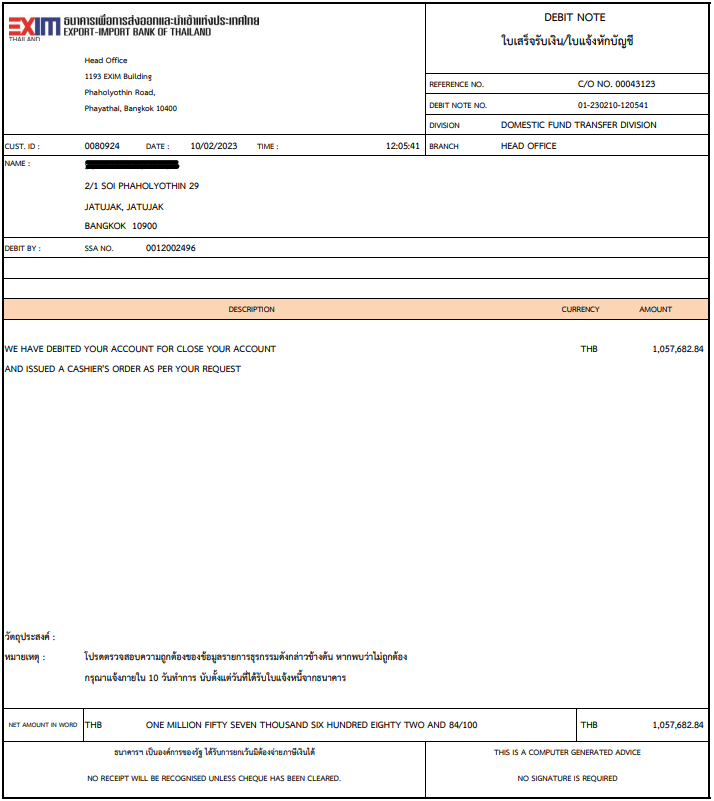 EXIM
THAILAND
ธนาคารเพื่อการส่งออกและนำเข้าแห่งประเทศไทย
EXPORT-IMPORT BANK OF THAILAND
Head Office
1193 EXIM Building
Phaholyothin Road,
Phayathai, Bangkok 10400
DEBIT NOTE
ใบเสร็จรับเงิน/ใบแจ้งหักบัญชี
REFERENCE NO. C/O NO. 00043123
DEBIT NOTE NO. 01-230210-120541
DIVISION DOMESTIC FUND TRANSFER DIVISION
CUST. ID : 0080924 DATE : 10/02/2023 TIME : 12:05:41 BRANCH HEAD OFFICE
NAME :
2/1 SOI PHAHOLYOTHIN 29
JATUJAK, JATUJAK
BANGKOK 10900
DEBIT BY : SSA NO. 0012002496
DESCRIPTION CURRENCY AMOUNT
WE HAVE DEBITED YOUR ACCOUNT FOR CLOSE YOUR ACCOUNT THB 1,057,682.84
AND ISSUED A CASHIER'S ORDER AS PER YOUR REQUEST
วัตถุประสงค์ :
หมายเหตุ : โปรดตรวจสอบความถูกต้องของข้อมูลรายการธุรกรรมดังกล่าวข้างต้น หากพบว่าไม่ถูกต้อง
กรุณาแจ้งภายใน 10 วันทำการ นับตั้งแต่วันที่ได้รับใบแจ้งหนี้จากธนาคาร
NET AMOUNT IN WORD THB ONE MILLION FIFTY SEVEN THOUSAND SIX HUNDRED EIGHTY TWO AND 84/100 THB 1,057,682.84
ธนาคารฯ เป็นองค์การของรัฐ ได้รับการยกเว้นมิต้องจ่ายภาษีเงินได้
NO RECEIPT WILL BE RECOGNISED UNLESS CHEQUE HAS BEEN CLEARED.
THIS IS A COMPUTER GENERATED ADVICE
NO SIGNATURE IS REQUIRED